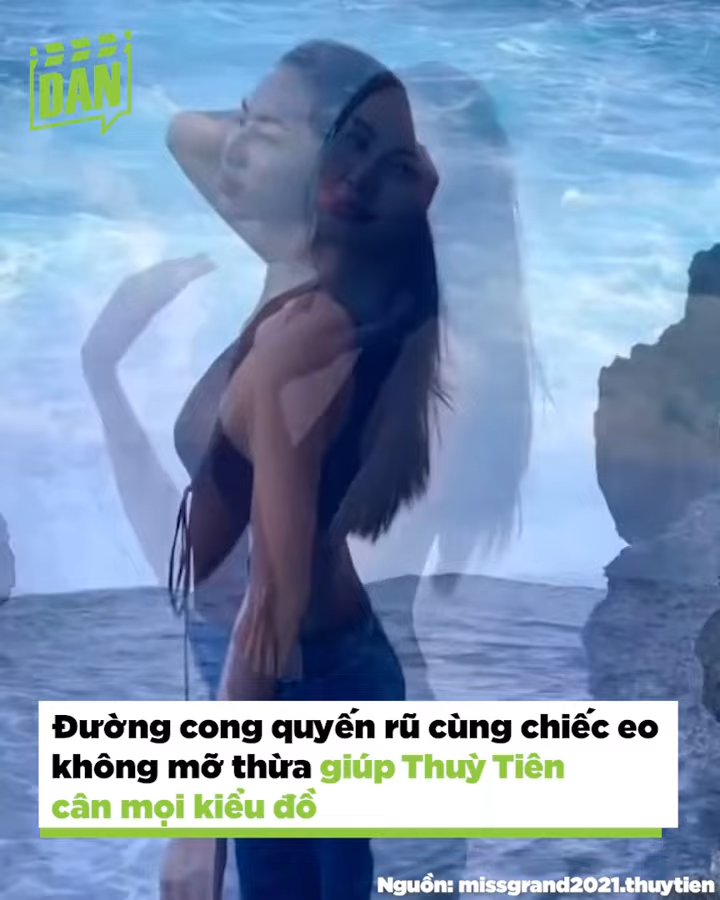 DAN
Đường cong quyến rũ cùng chiếc eo
không mỡ thừa giúp Thuỳ Tiên
cân mọi kiểu đồ
Nguồn: missgrand2021.thuytien